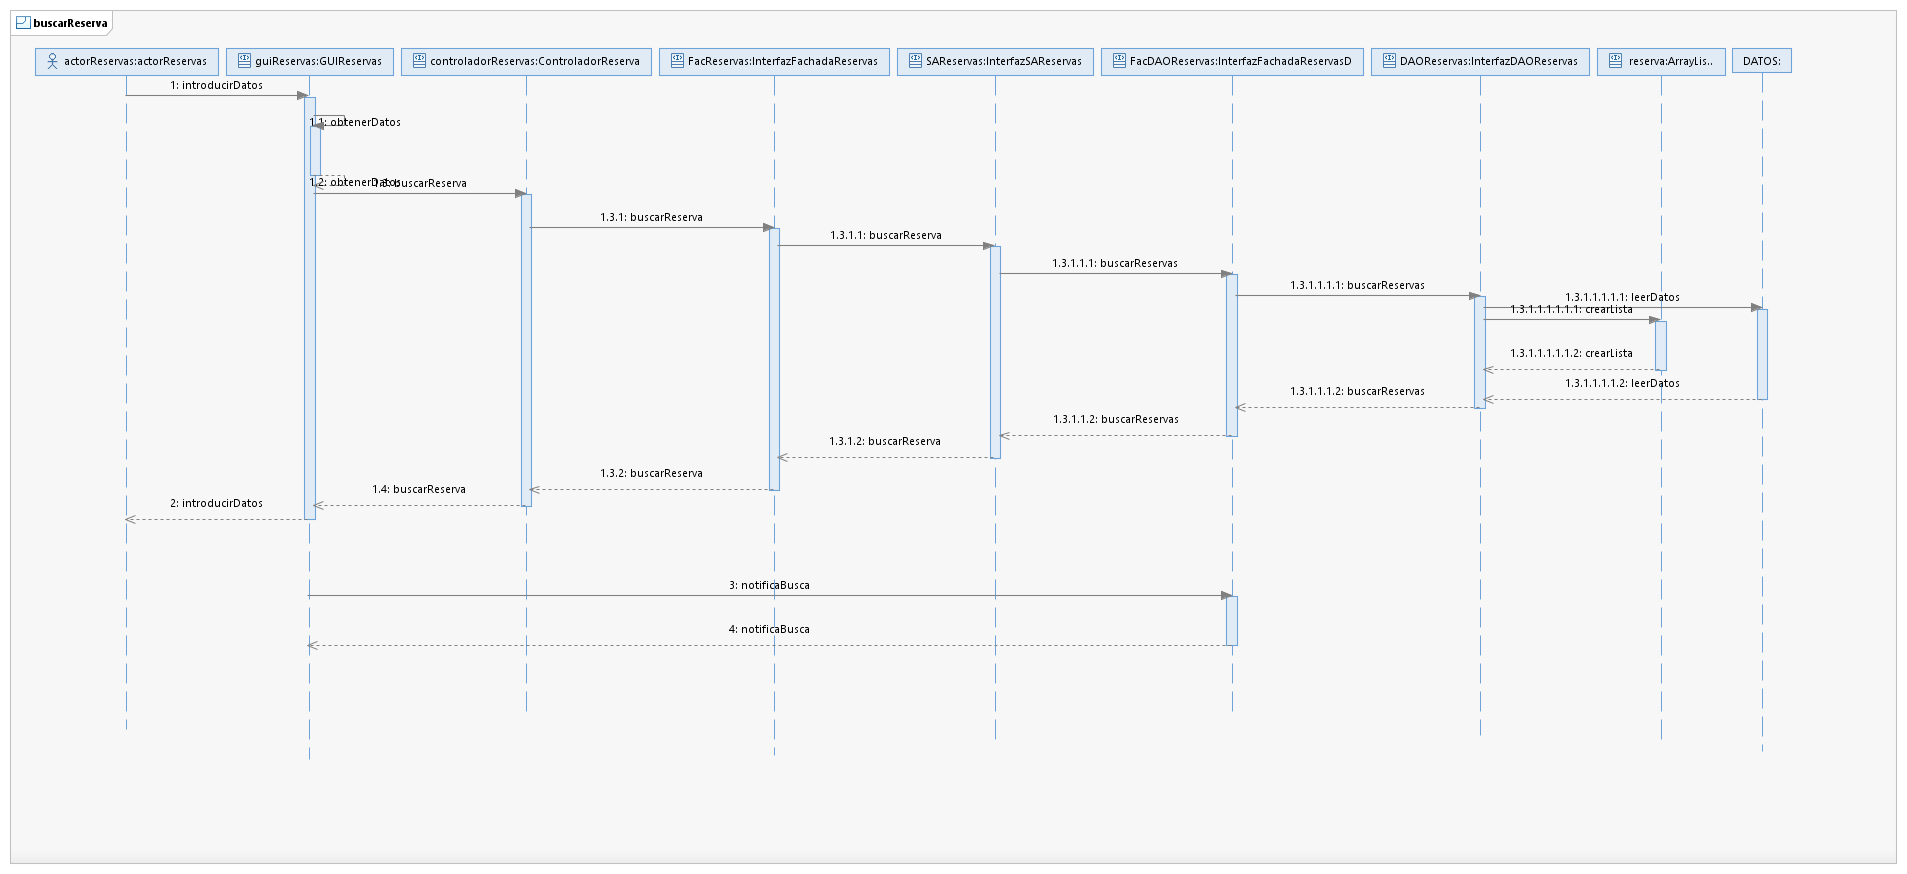 buscarReserva
actorReservas:actorReservas
guiReservas:GUIReservas
controladorReservas:ControladorReserva
FacReservas:InterfazFachadaReservas
SAReservas:InterfazSAReservas
FacDAOReservas:InterfazFachadaReservasD
DAOReservas:InterfazDAOReservas
reserva:ArrayLis..
DATOS:
1: introducirDatos
1.1: obtenerDatos
1.2: obtenerDatos
1.3: buscarReserva
1.3.1: buscarReserva
1.3.1.1: buscarReserva
1.3.1.1.1: buscarReservas
1.3.1.1.1.1: buscarReservas
1.3.1.1.1.1.1: leerDatos
1.3.1.1.1.1.1.1: crearLista
1.3.1.1.1.1.1.2: crearLista
1.3.1.1.1.1.2: leerDatos
1.3.1.1.1.2: buscarReservas
1.3.1.1.2: buscarReservas
1.3.1.2: buscarReserva
1.3.2: buscarReserva
1.4: buscarReserva
2: introducirDatos
3: notificaBusca
4: notificaBusca